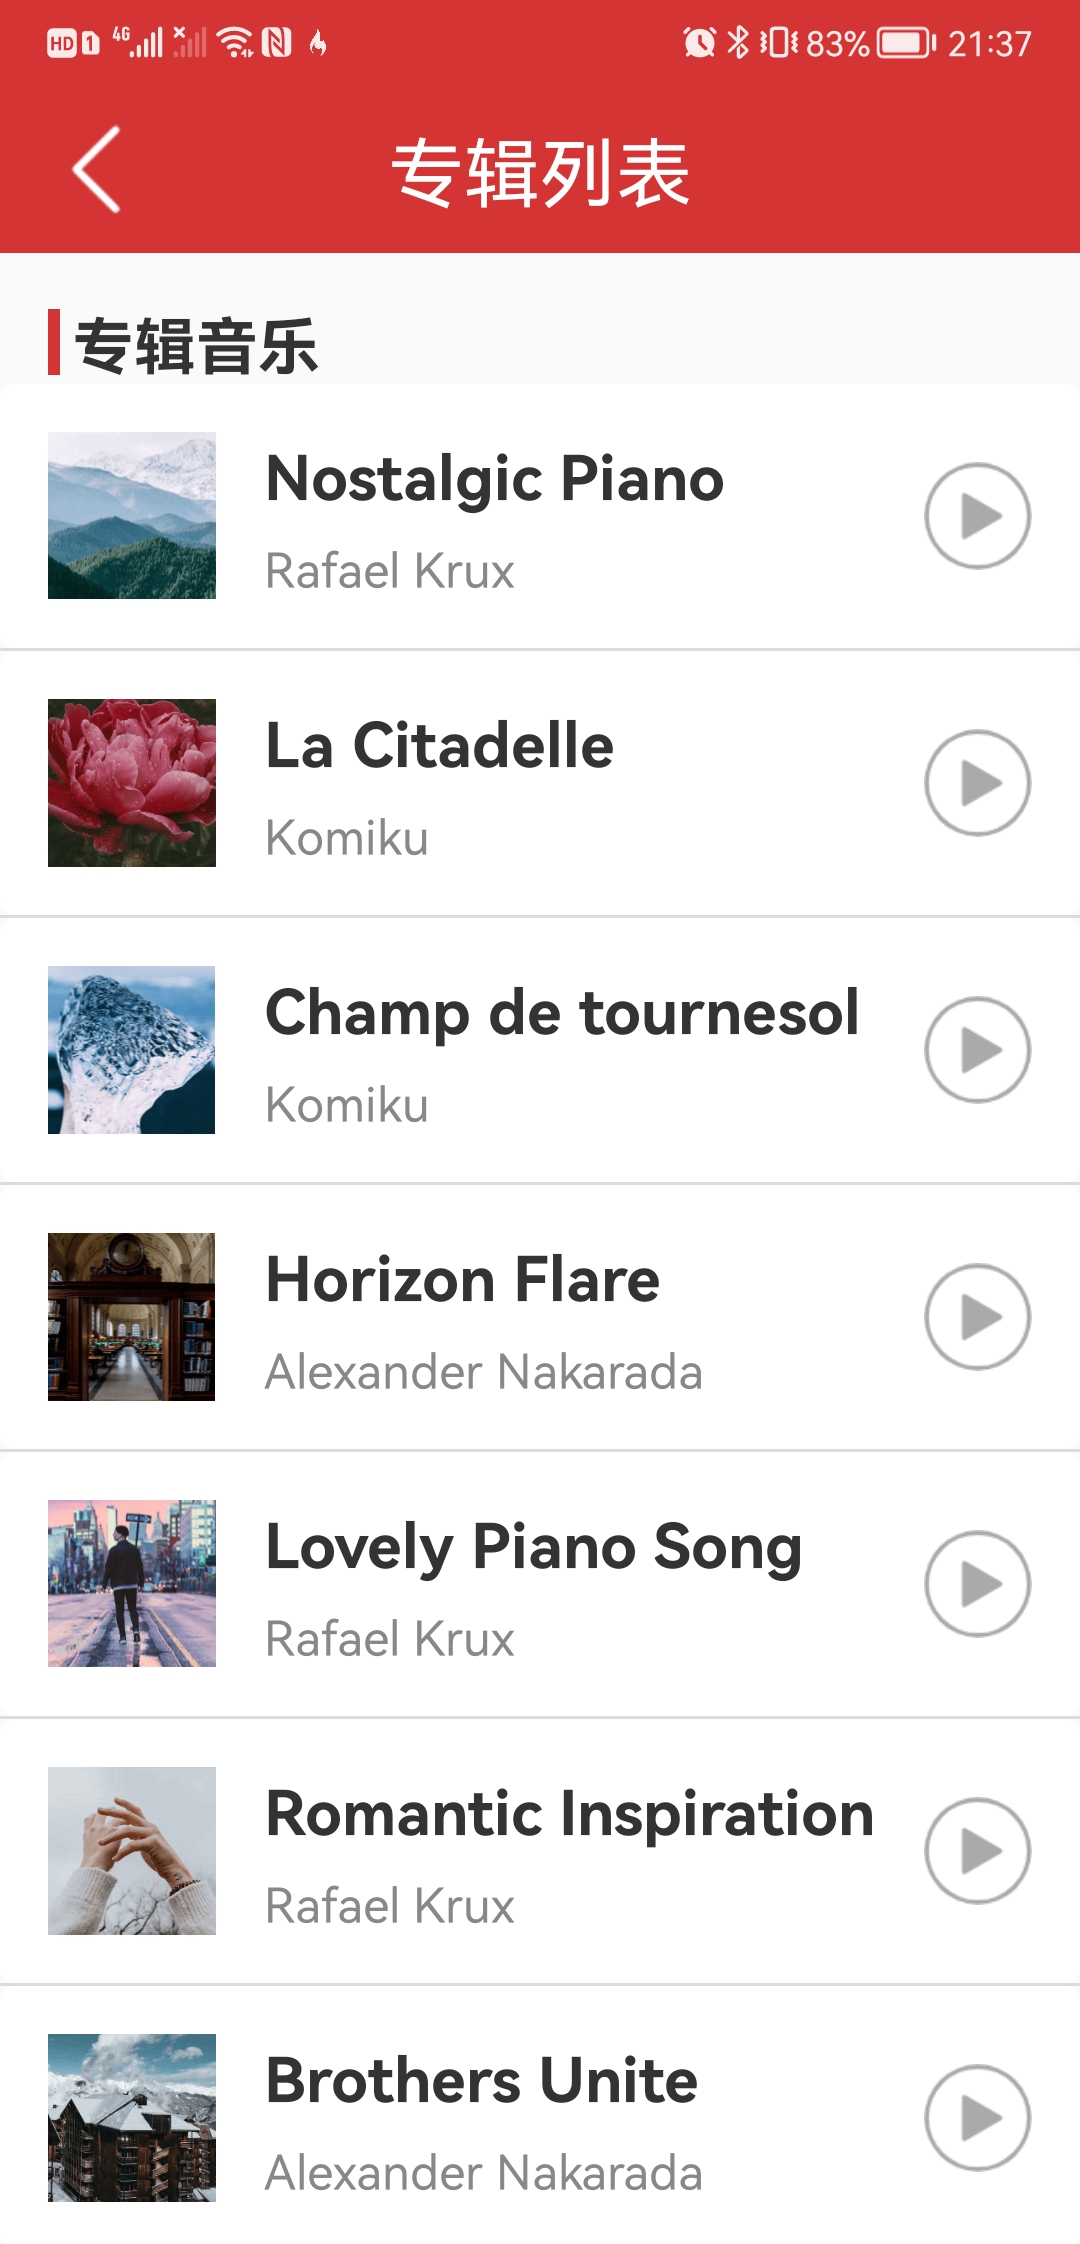 HD 1 4G 83% 21:37
专辑列表
专辑音乐
Nostalgic Piano
Rafael Krux
La Citadelle
Komiku
Champ de tournesol
Komiku
Horizon Flare
Alexander Nakarada
Lovely Piano Song
Rafael Krux
Romantic Inspiration
Rafael Krux
Brothers Unite
Alexander Nakarada